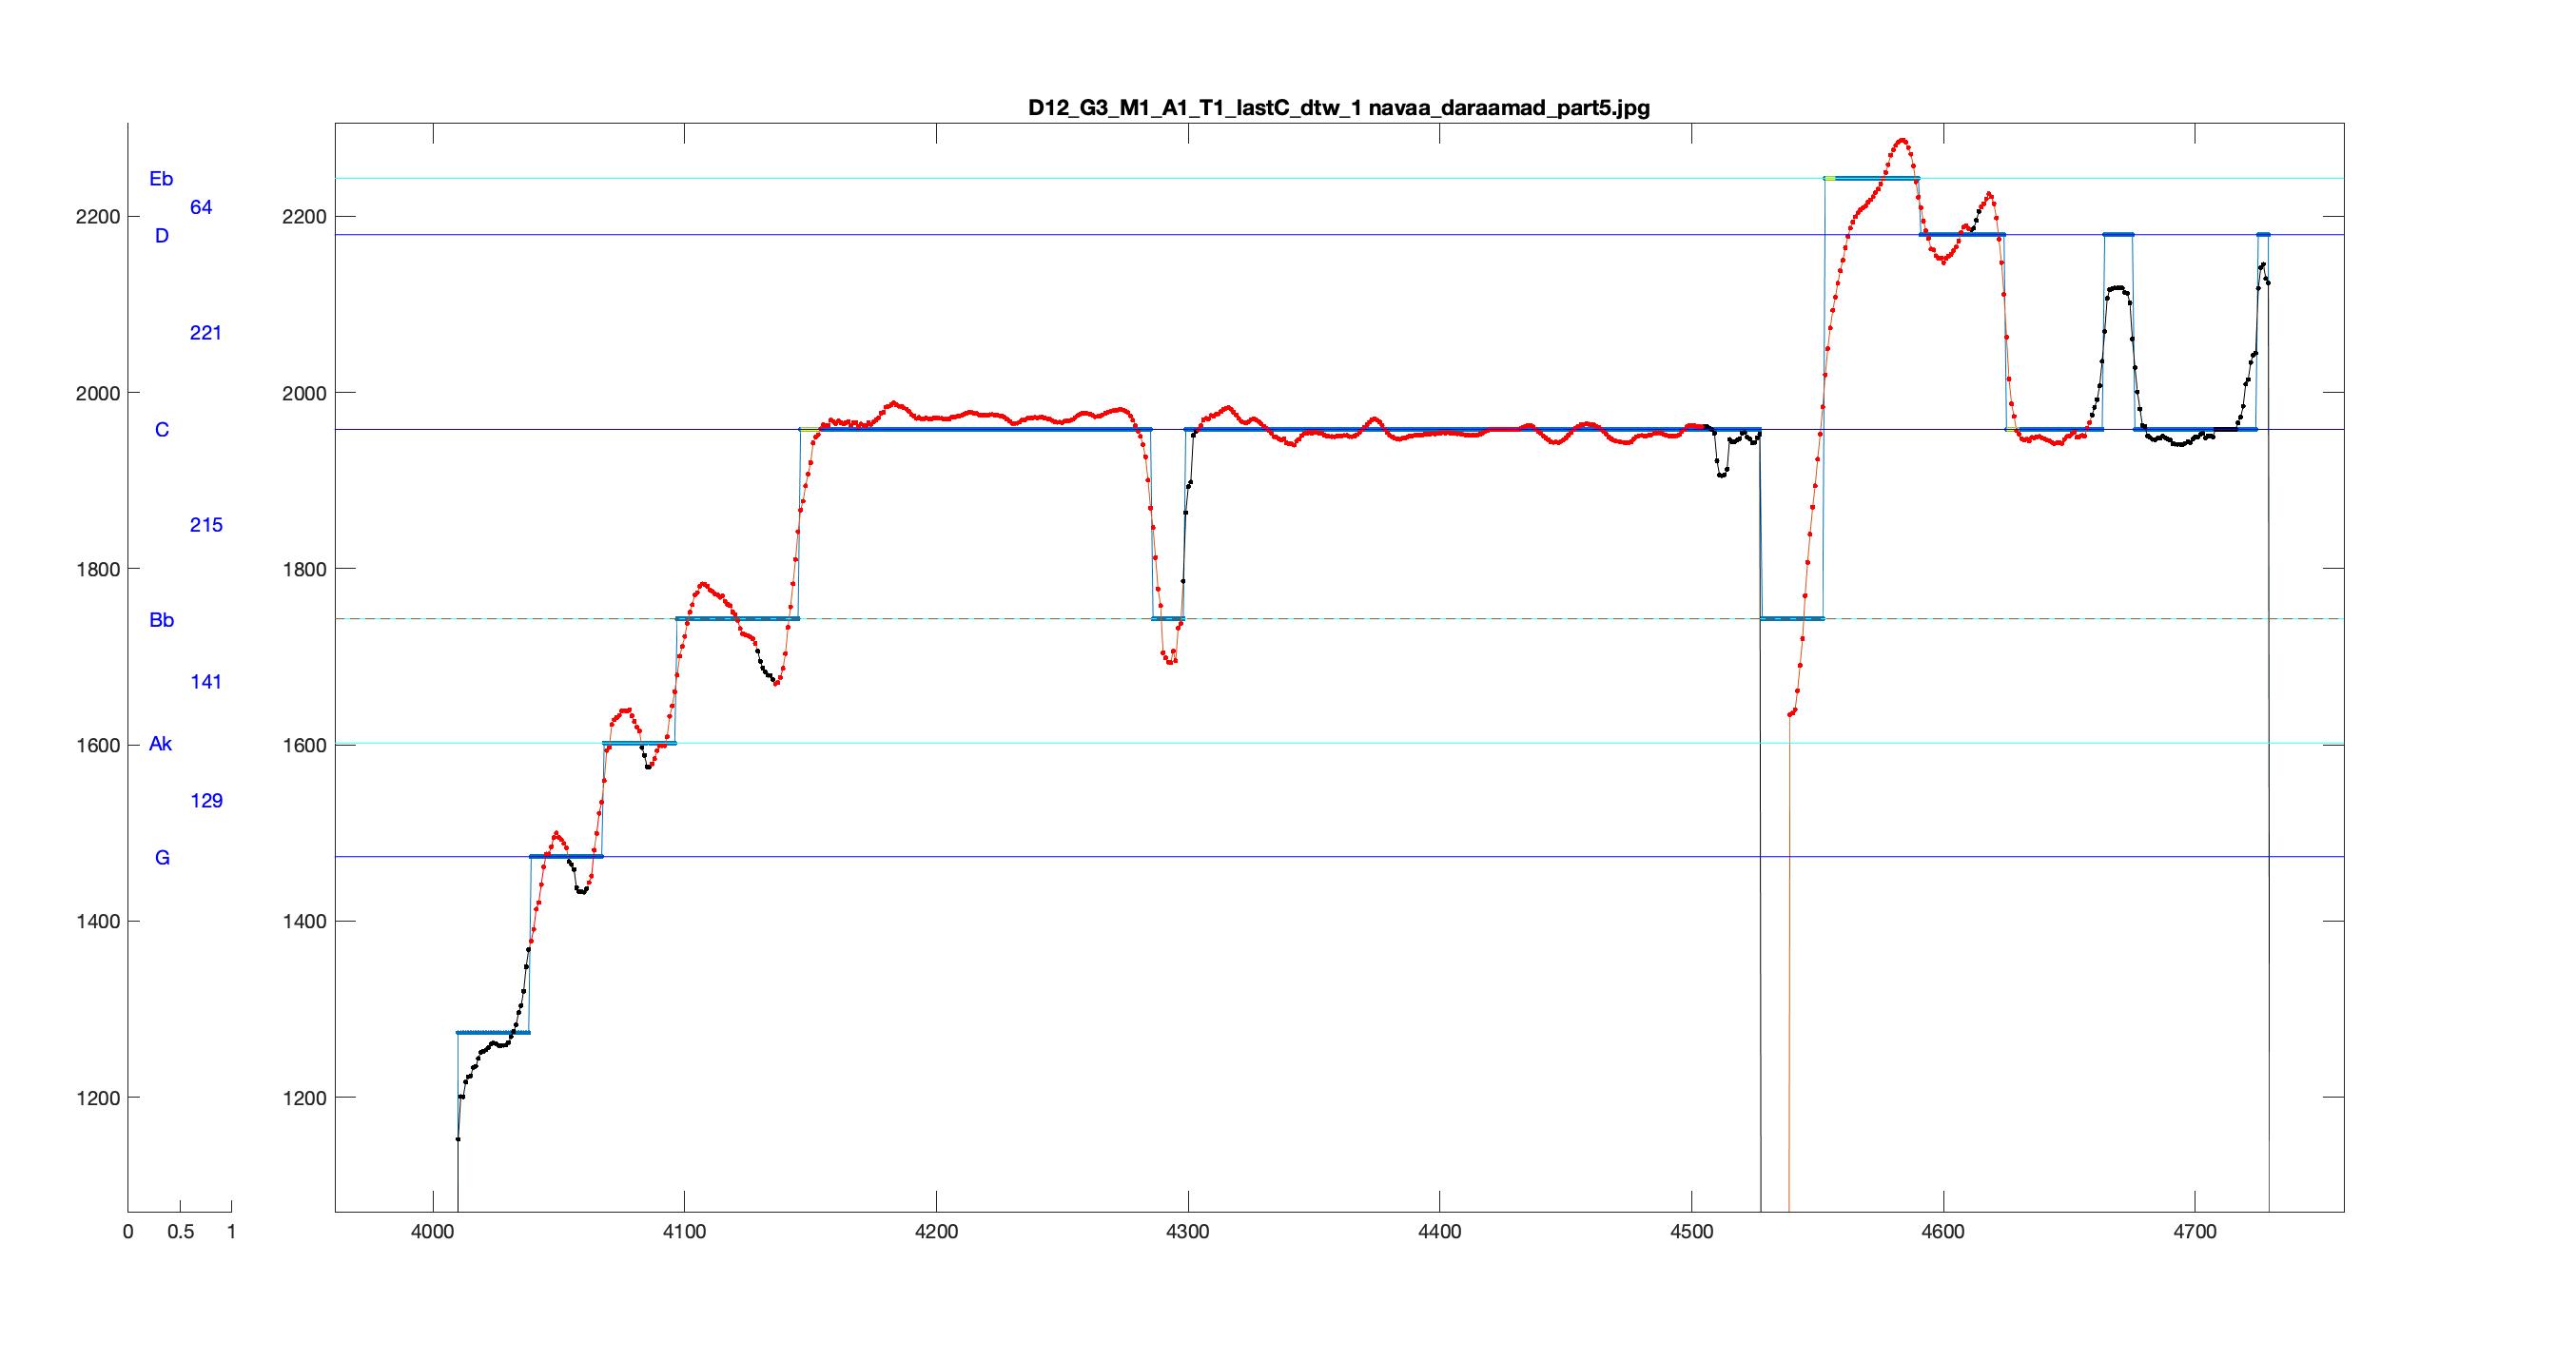 D12_G3_M1_A1_T1_lastC_dtw_1 navaa_daraamad_part5.jpg
Eb
64
2200 2200
D
221
2000 2000
C
215
1800 1800
Bb
141
1600 Ak 1600
129
G
1400 1400
1200 1200
0 0.5 1 4000 4100 4200 4300 4400 4500 4600 4700